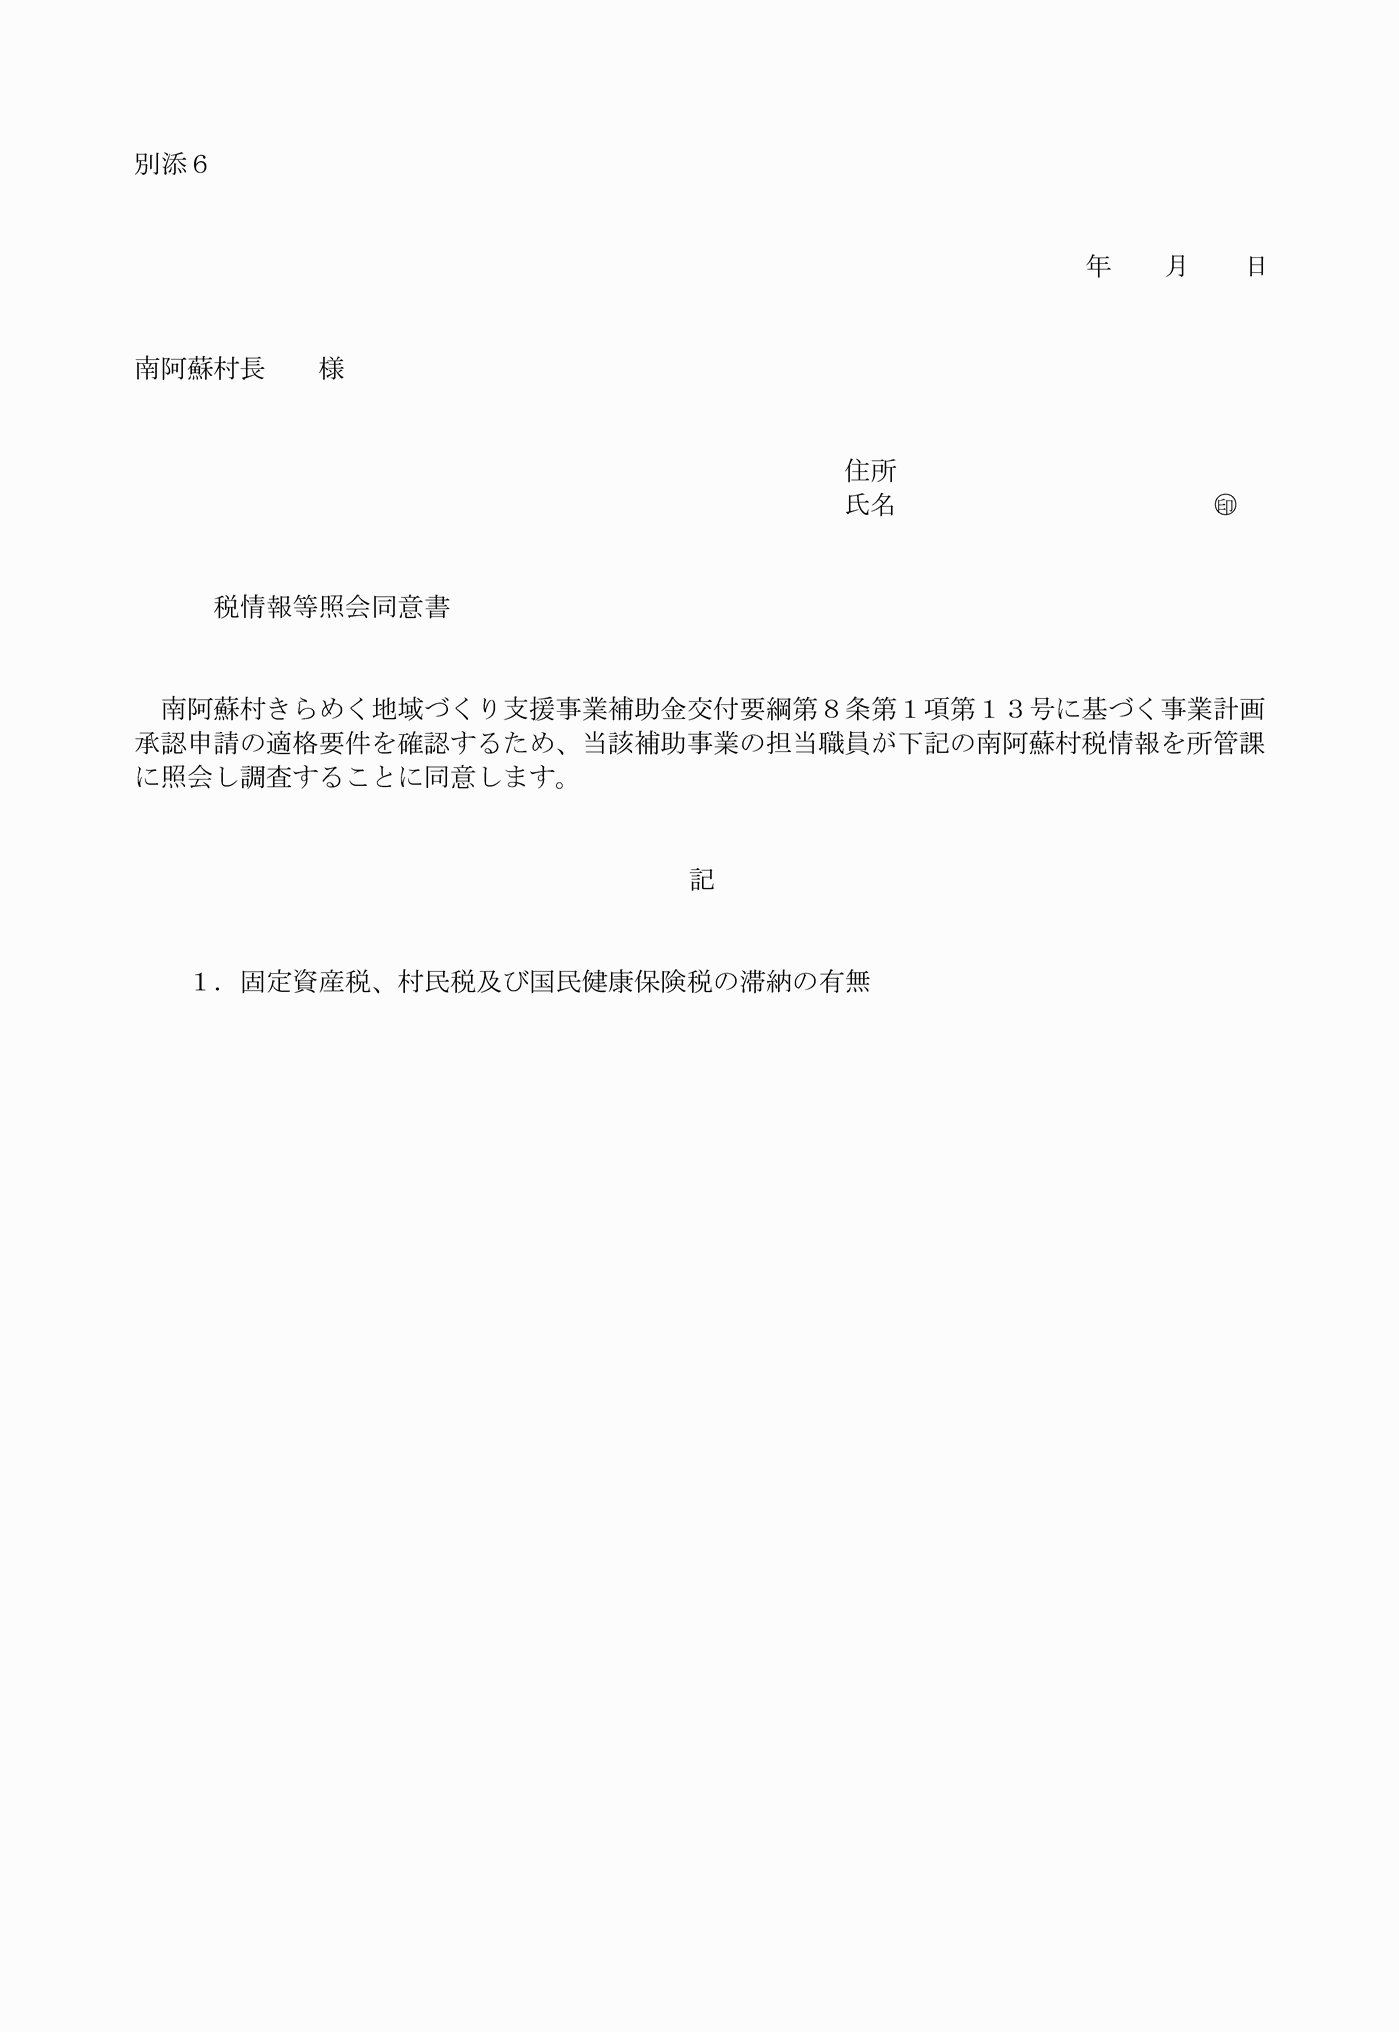 別添６
年　　月　　日
南阿蘇村長　　様
住所
氏名　　　　　　　　　　　　㊞
税情報等照会同意書
　南阿蘇村きらめく地域づくり支援事業補助金交付要綱第８条第１項第１３号に基づく事業計画
承認申請の適格要件を確認するため、当該補助事業の担当職員が下記の南阿蘇村税情報を所管課
に照会し調査することに同意します。
記
１．固定資産税、村民税及び国民健康保険税の滞納の有無